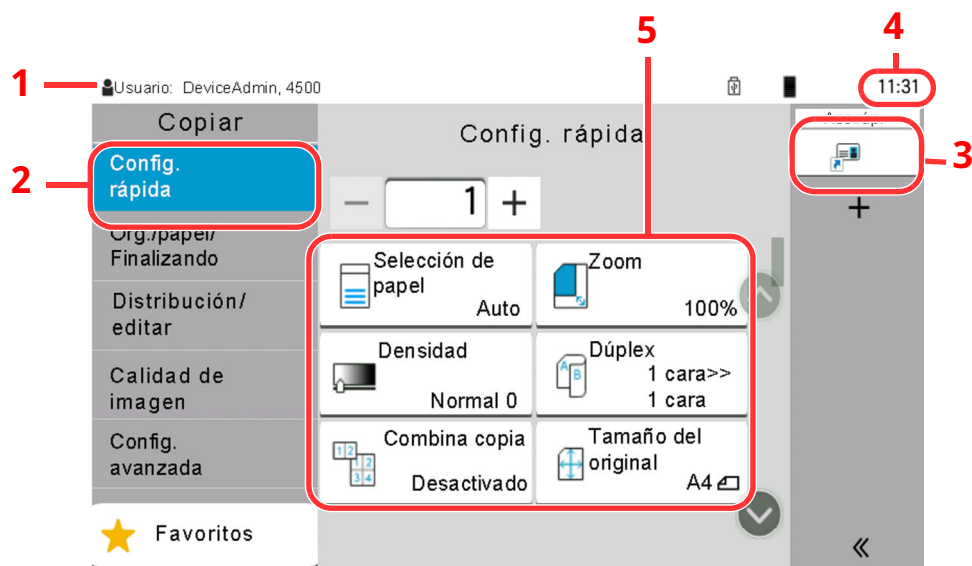 5
4
1
Usuario: DeviceAdmin, 4500
11:31
Copiar
Config. rápida
2
Config.
rápida
3
1
Org./papel/
Finalizando
Selección de
papel
Auto
Zoom
100%
Distribución/
editar
Densidad
Normal 0
Dúplex
1 cara>>
1 cara
Calidad de
imagen
Combina copia
Desactivado
Tamaño del
original
A4
Config.
avanzada
Favoritos